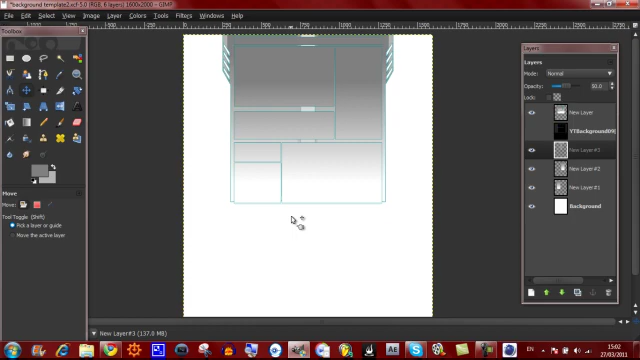 *background template2.xcf-5.0 (RGB, 6 layers) 1600x2000 – GIMP
File Edit Select View Image Layer Colors Tools Filters Windows Help
Toolbox
Move
Move:
Tool Toggle (Shift)
Pick a layer or guide
Move the active layer
Layers
Layers
Mode: Normal
Opacity: 50.0
Lock:
New Layer
YTBackground09
New Layer#3
New Layer#2
New Layer#1
Background
New Layer#3 (137.0 MB)
EN
15:02
27/03/2011